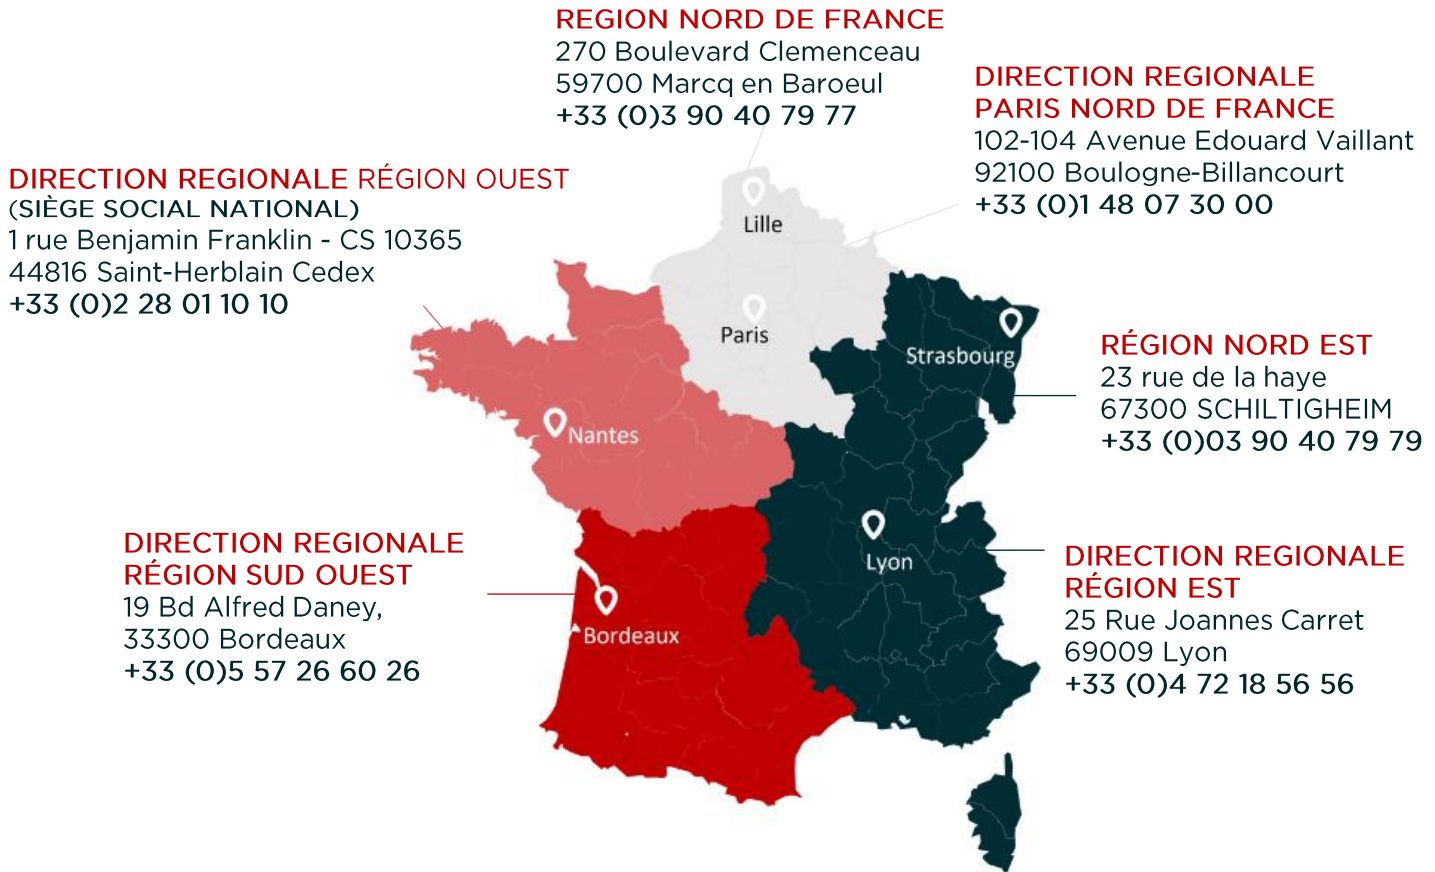 REGION NORD DE FRANCE
270 Boulevard Clemenceau
59700 Marcq en Baroeul
+33 (0)3 90 40 79 77
DIRECTION REGIONALE
PARIS NORD DE FRANCE
102-104 Avenue Edouard Vaillant
92100 Boulogne-Billancourt
+33 (0)1 48 07 30 00
DIRECTION REGIONALE RÉGION OUEST
(SIÈGE SOCIAL NATIONAL)
1 rue Benjamin Franklin - CS 10365
44816 Saint-Herblain Cedex
+33 (0)2 28 01 10 10
Lille
Paris
Strasbourg
Nantes
Lyon
Bordeaux
RÉGION NORD EST
23 rue de la haye
67300 SCHILTIGHEIM
+33 (0)03 90 40 79 79
DIRECTION REGIONALE
RÉGION SUD OUEST
19 Bd Alfred Daney,
33300 Bordeaux
+33 (0)5 57 26 60 26
DIRECTION REGIONALE
RÉGION EST
25 Rue Joannes Carret
69009 Lyon
+33 (0)4 72 18 56 56